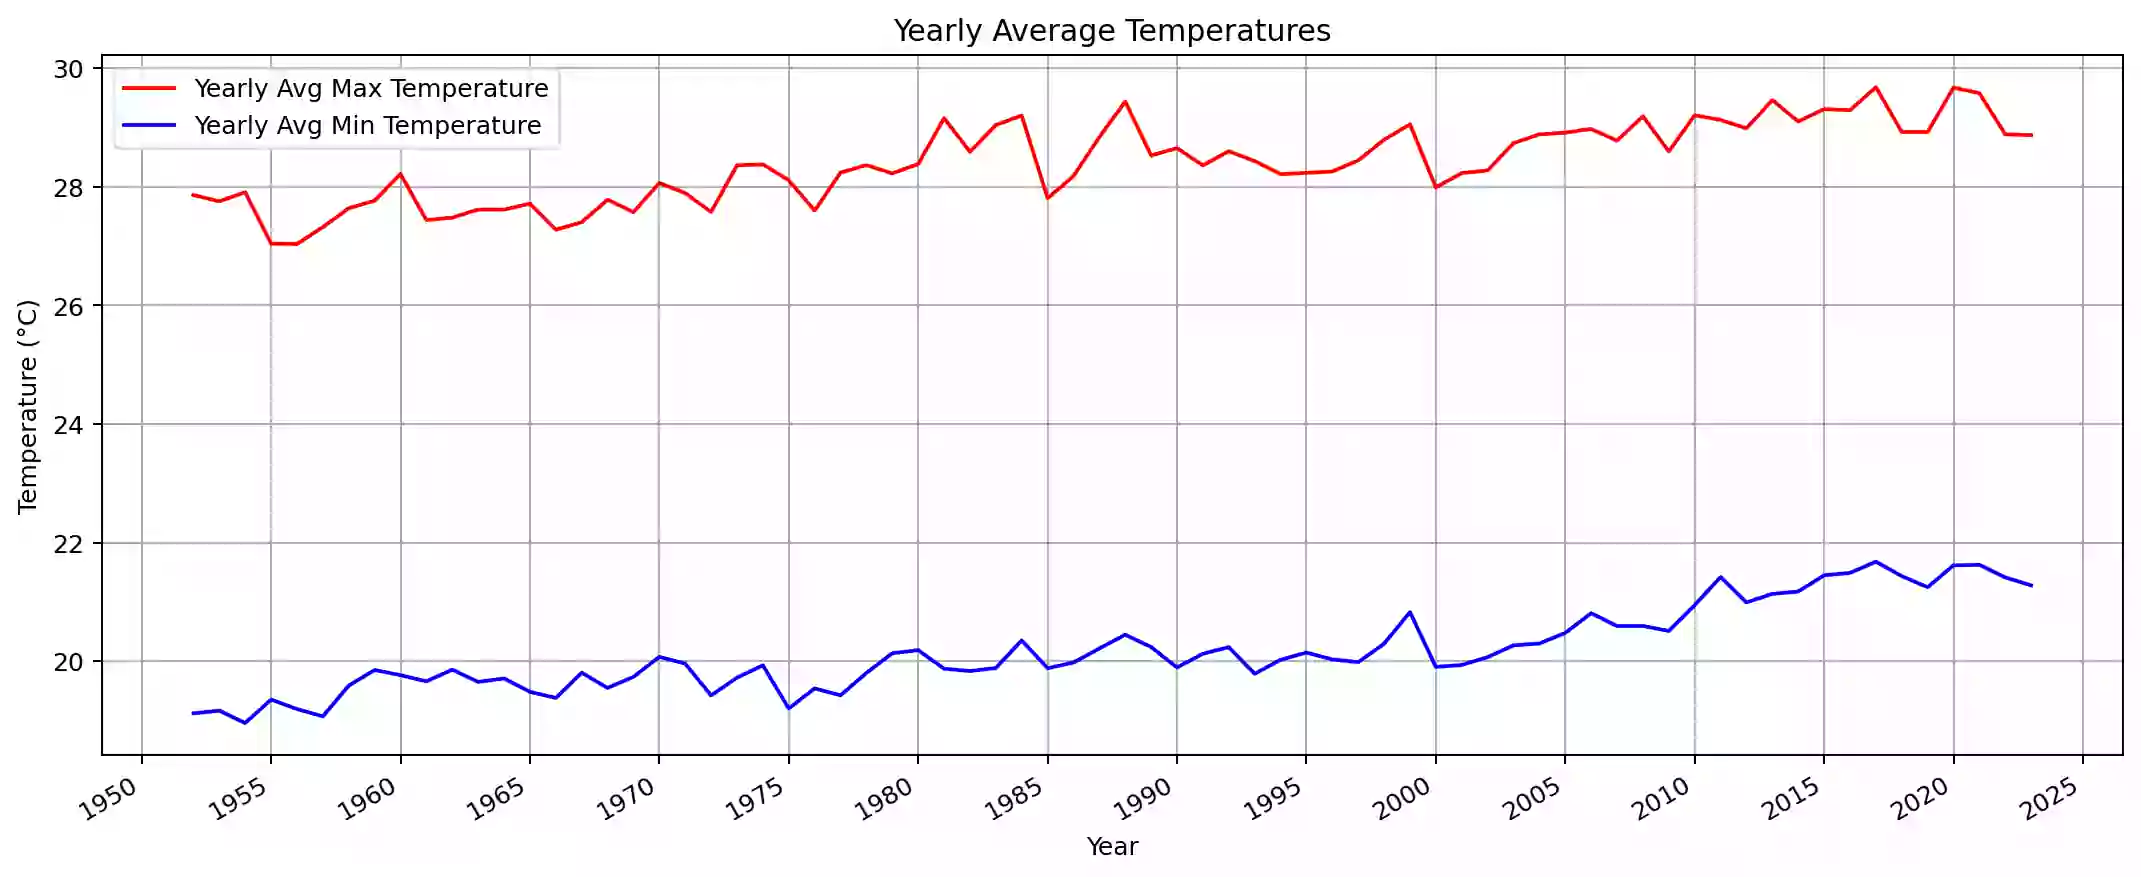 Yearly Average Temperatures
30
Yearly Avg Max Temperature
Yearly Avg Min Temperature
28
26
24
22
20
Temperature (°C)
1950 1955 1960 1965 1970 1975 1980 1985 1990 1995 2000 2005 2010 2015 2020 2025
Year